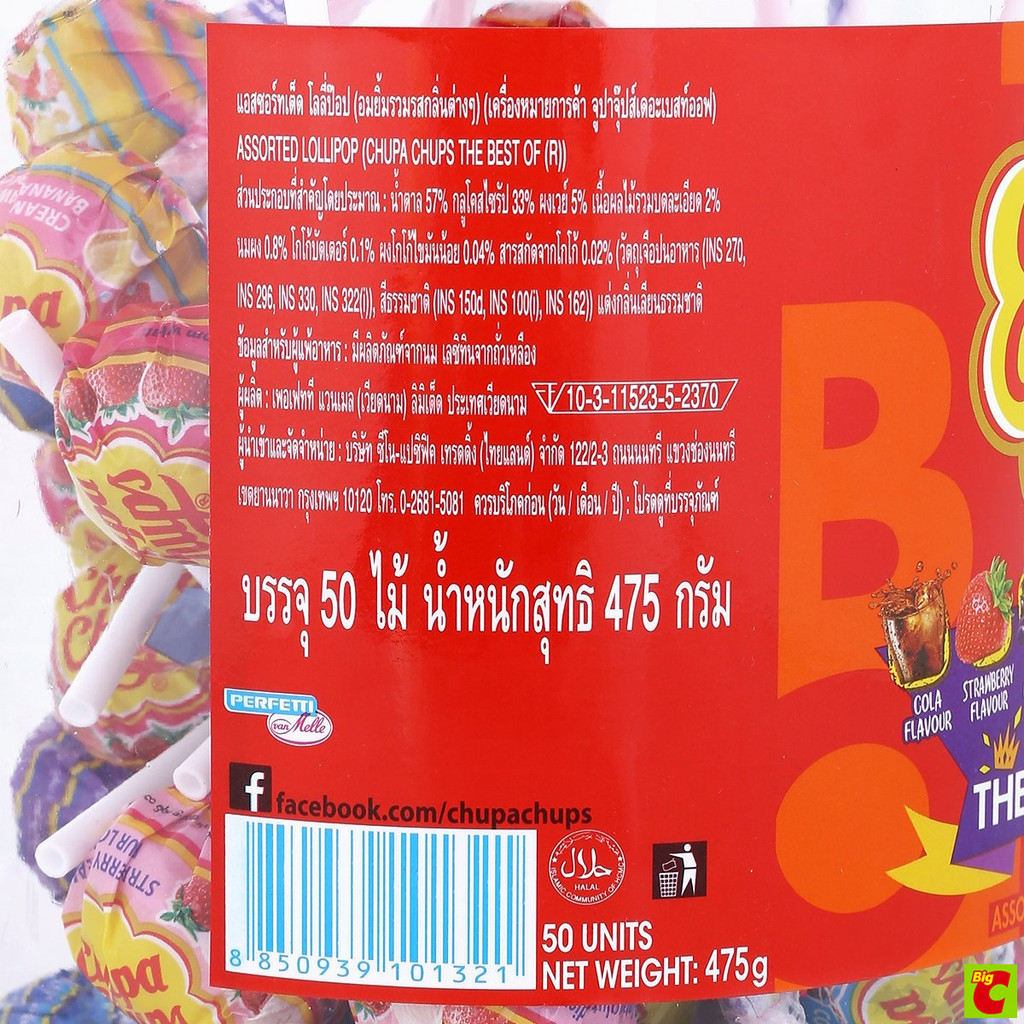 แอสซอร์ทเต็ด โลลี่ป๊อป (อมยิ้มรวมรสกลิ่นต่างๆ) (เครื่องหมายการค้า จูปาจุ๊ปส์เดอะเบสท์ออฟ)
ASSORTED LOLLIPOP (CHUPA CHUPS THE BEST OF (R))
ส่วนประกอบที่สำคัญโดยประมาณ : น้ำตาล 57% กลูโคสไซรัป 33% ผงเวย์ 5% เนื้อผลไม้รวมบดละเอียด 2%
นมผง 0.8% โกโก้บัตเตอร์ 0.1% ผงโกโก้ไขมันน้อย 0.04% สารสกัดจากโกโก้ 0.02% (วัตถุเจือปนอาหาร (INS 270,
INS 296, INS 330, INS 322(i)), สีธรรมชาติ (INS 150d, INS 100(i), INS 162)) แต่งกลิ่นเลียนธรรมชาติ
ข้อมูลสำหรับผู้แพ้อาหาร : มีผลิตภัณฑ์จากนม เลซิทินจากถั่วเหลือง
ผู้ผลิต : เพอเฟทที แวนเมล (เวียดนาม) ลิมิเต็ด ประเทศเวียดนาม 10-3-11523-5-2370
ผู้นำเข้าและจัดจำหน่าย : บริษัท ซีโน-แปซิฟิค เทรดดิ้ง (ไทยแลนด์) จำกัด 122/2-3 ถนนนนทรี แขวงช่องนนทรี
เขตยานนาวา กรุงเทพฯ 10120 โทร. 0-2681-5081 ควรบริโภคก่อน (วัน / เดือน / ปี) : โปรดดูที่บรรจุภัณฑ์
บรรจุ 50 ไม้ น้ำหนักสุทธิ 475 กรัม
PERFETTI
van Melle
facebook.com/chupachups
8 850939 101321
حلال
HALAL
ISLAMIC COMMUNITY OF HCMC
50 UNITS
NET WEIGHT: 475g
B
COLA
FLAVOUR
STRAWBERRY
FLAVOUR
THE
ASSO
CREAM
BANANA
Chupa
Big C